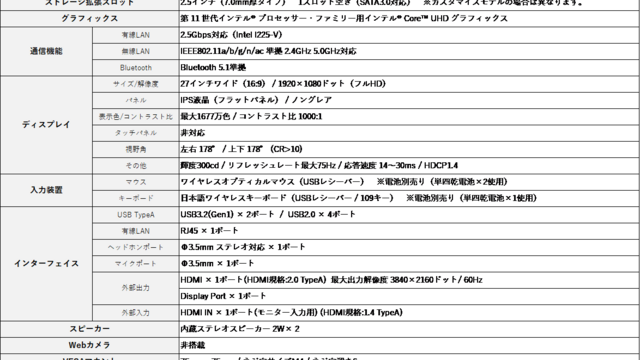 ストレージ拡張スロット 2.5インチ（7.0mm厚タイプ） 1スロット空き（SATA3.0対応） ※カスタマイズモデルの場合は異なります。
グラフィックス 第11世代インテル® プロセッサー・ファミリー用インテル® Core™ UHD グラフィックス
通信機能 有線LAN 2.5Gbps対応（Intel I225-V）
無線LAN IEEE802.11a/b/g/n/ac 準拠 2.4GHz 5.0GHz対応
Bluetooth Bluetooth 5.1準拠
ディスプレイ サイズ/解像度 27インチワイド（16:9） / 1920×1080ドット（フルHD）
パネル IPS液晶（フラットパネル） / ノングレア
表示色/コントラスト比 最大1677万色 / コントラスト比 1000:1
タッチパネル 非対応
視野角 左右 178° / 上下 178°（CR>10）
その他 輝度300cd / リフレッシュレート最大75Hz / 応答速度 14～30ms / HDCP1.4
入力装置 マウス ワイヤレスオプティカルマウス（USBレシーバー） ※電池別売り（単四乾電池×2使用）
キーボード 日本語ワイヤレスキーボード（USBレシーバー / 109キー） ※電池別売り（単四乾電池×1使用）
インターフェイス USB TypeA USB3.2(Gen1) × 2ポート / USB2.0 × 4ポート
有線LAN RJ45 × 1ポート
ヘッドホンポート Φ3.5mm ステレオ対応 × 1ポート
マイクポート Φ3.5mm × 1ポート
外部出力 HDMI × 1ポート(HDMI規格:2.0 TypeA) 最大出力解像度 3840×2160ドット/ 60Hz
Display Port × 1ポート
外部入力 HDMI IN × 1ポート(モニター入力用) (HDMI規格:1.4 TypeA)
スピーカー 内蔵ステレオスピーカー 2W × 2
Webカメラ 非搭載